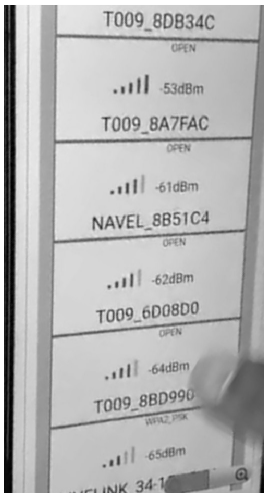 T009_8DB34C
OPEN
-53dBm
T009_8A7FAC
OPEN
-61dBm
NAVEL_8B51C4
OPEN
-62dBm
T009_6D08D0
OPEN
-64dBm
T009_8BD990
WPA2_PSK
-65dBm